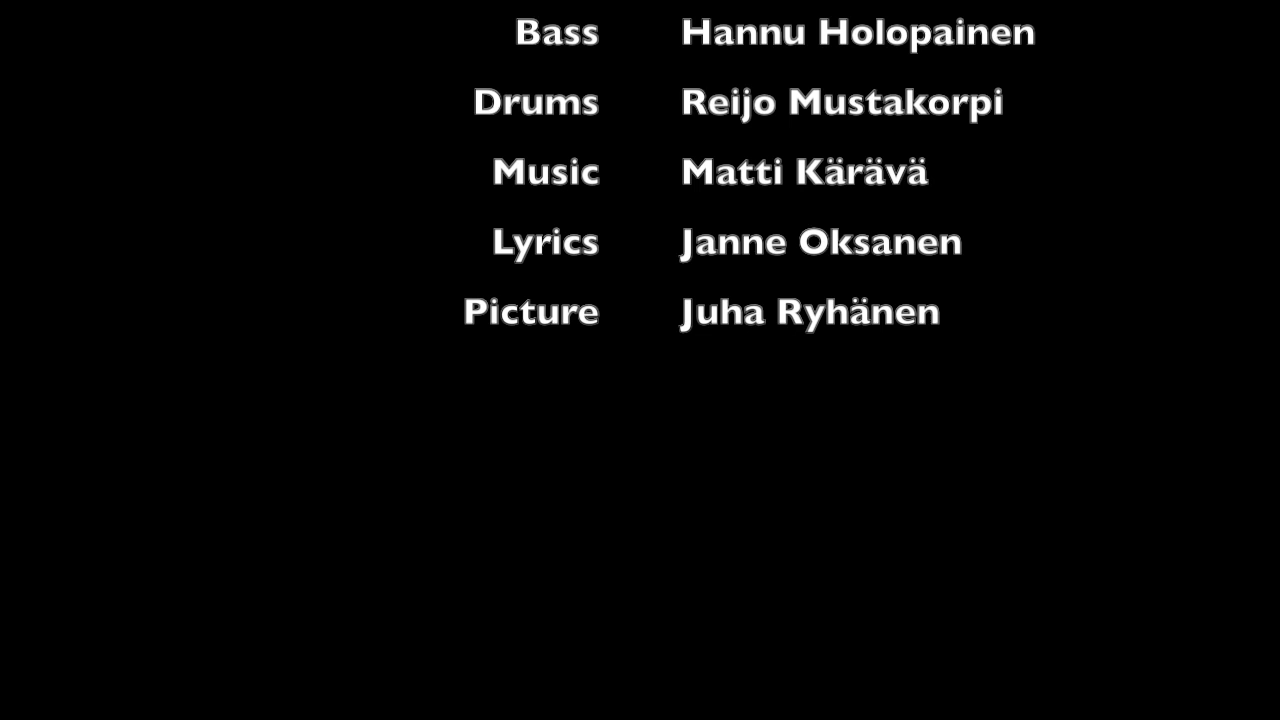 Bass Hannu Holopainen
Drums Reijo Mustakorpi
Music Matti Kärävä
Lyrics Janne Oksanen
Picture Juha Ryhänen